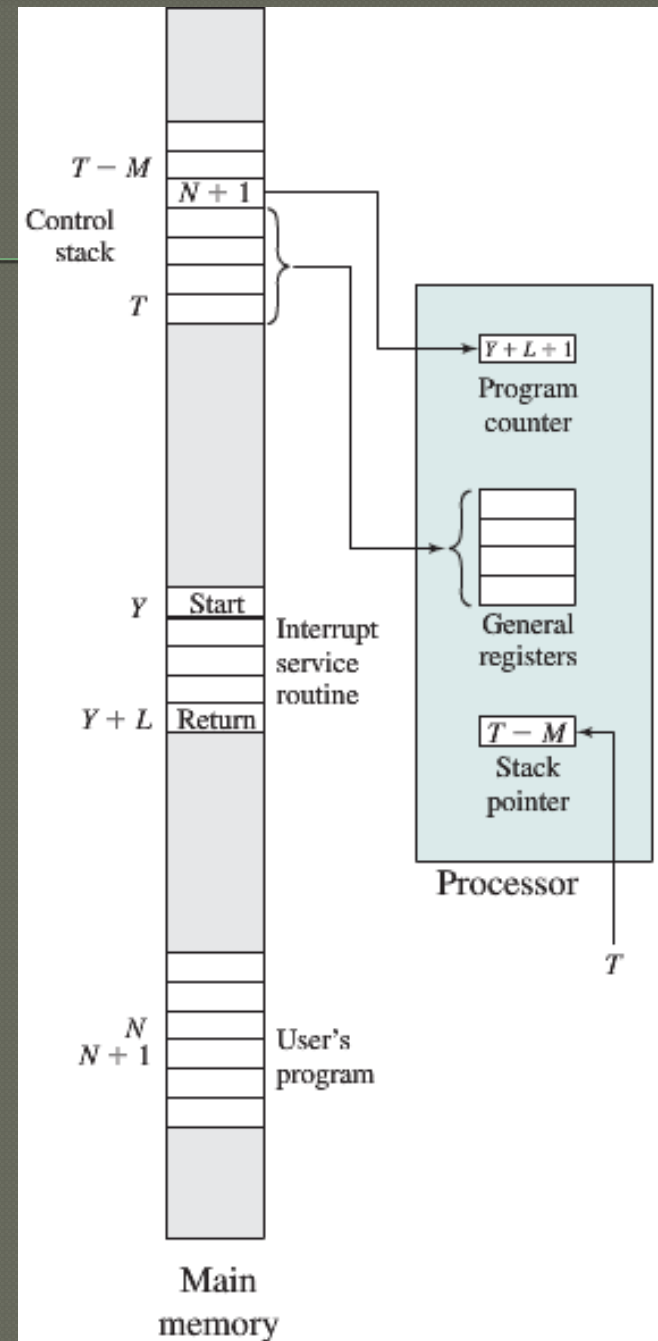 T − M
N + 1
Control
stack
T
Y + L + 1
Program
counter
Y
Start
Interrupt
service
routine
General
registers
Y + L
Return
T − M
Stack
pointer
Processor
T
N
N + 1
User's
program
Main
memory